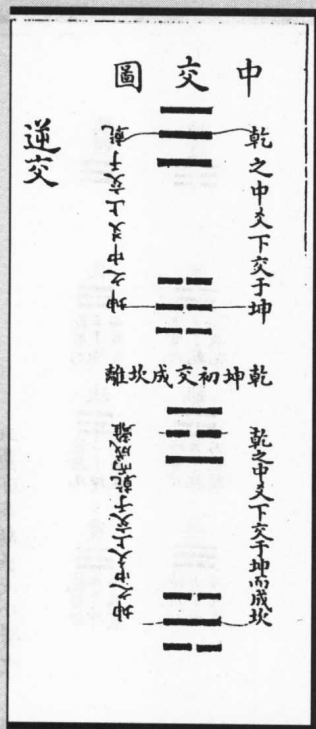 中交圖
乾之中爻下交于坤
坤之中爻上交于乾
逆交
乾坤初交成坎離
乾之中爻下交于坤而成坎
坤之中爻上交于乾而成離